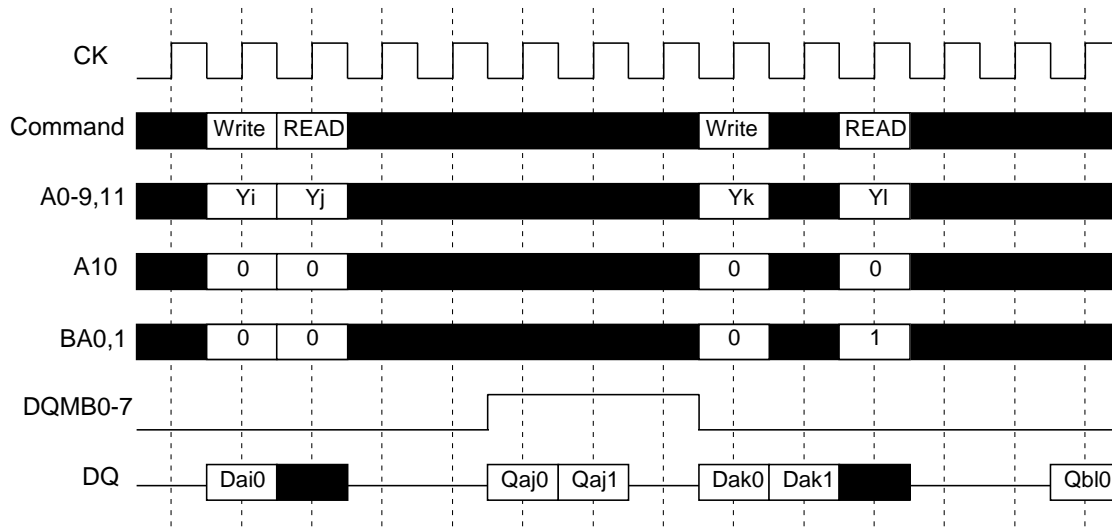 CK
Command Write READ Write READ
A0-9,11 Yi Yj Yk Yl
A10 0 0 0 0
BA0,1 0 0 0 1
DQMB0-7
DQ Dai0 Qaj0 Qaj1 Dak0 Dak1 Qbl0